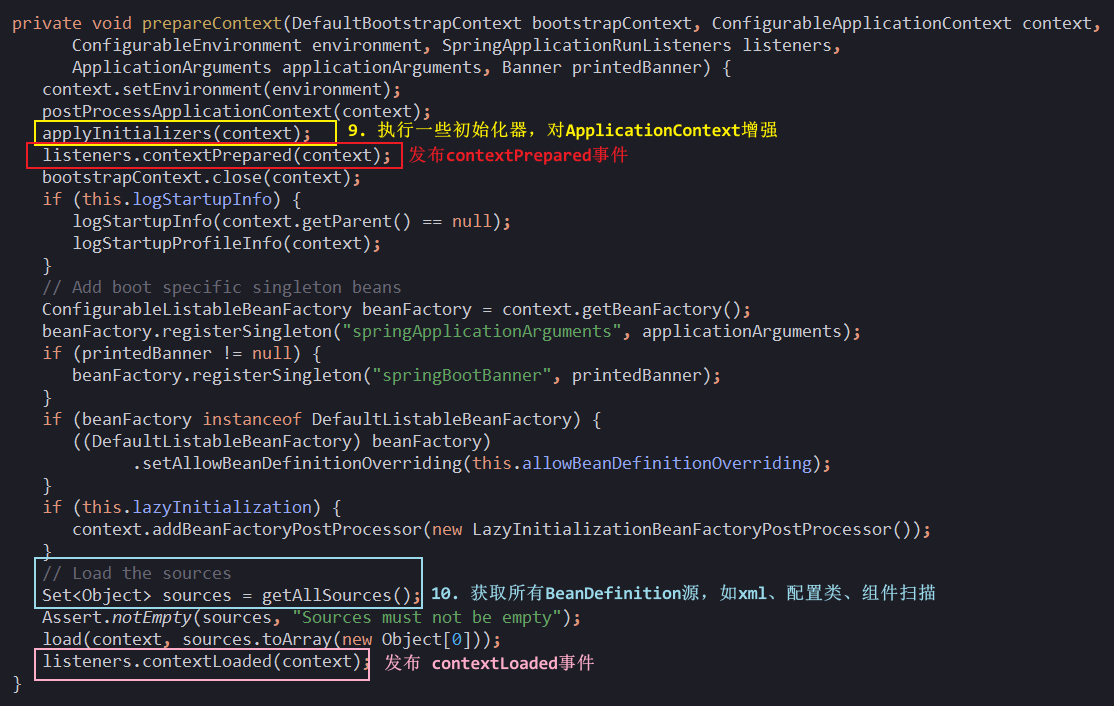 private void prepareContext(DefaultBootstrapContext bootstrapContext, ConfigurableApplicationContext context,
ConfigurableEnvironment environment, SpringApplicationRunListeners listeners,
ApplicationArguments applicationArguments, Banner printedBanner) {
context.setEnvironment(environment);
postProcessApplicationContext(context);
applyInitializers(context); 9. 执行一些初始化器，对ApplicationContext增强
listeners.contextPrepared(context); 发布contextPrepared事件
bootstrapContext.close(context);
if (this.logStartupInfo) {
logStartupInfo(context.getParent() == null);
logStartupProfileInfo(context);
}
// Add boot specific singleton beans
ConfigurableListableBeanFactory beanFactory = context.getBeanFactory();
beanFactory.registerSingleton("springApplicationArguments", applicationArguments);
if (printedBanner != null) {
beanFactory.registerSingleton("springBootBanner", printedBanner);
}
if (beanFactory instanceof DefaultListableBeanFactory) {
((DefaultListableBeanFactory) beanFactory)
.setAllowBeanDefinitionOverriding(this.allowBeanDefinitionOverriding);
}
if (this.lazyInitialization) {
context.addBeanFactoryPostProcessor(new LazyInitializationBeanFactoryPostProcessor());
}
// Load the sources
Set<Object> sources = getAllSources(); 10. 获取所有BeanDefinition源，如xml、配置类、组件扫描
Assert.notEmpty(sources, "Sources must not be empty");
load(context, sources.toArray(new Object[0]));
listeners.contextLoaded(context); 发布 contextLoaded事件
}